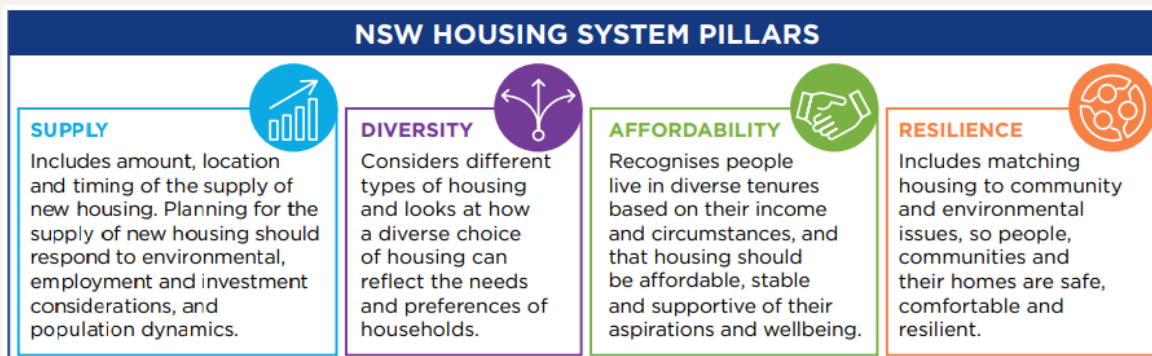 NSW HOUSING SYSTEM PILLARS
SUPPLY
Includes amount, location
and timing of the supply of
new housing. Planning for the
supply of new housing should
respond to environmental,
employment and investment
considerations, and
population dynamics.
DIVERSITY
Considers different
types of housing
and looks at how
a diverse choice
of housing can
reflect the needs
and preferences of
households.
AFFORDABILITY
Recognises people
live in diverse tenures
based on their income
and circumstances, and
that housing should
be affordable, stable
and supportive of their
aspirations and wellbeing.
RESILIENCE
Includes matching
housing to community
and environmental
issues, so people,
communities and
their homes are safe,
comfortable and
resilient.